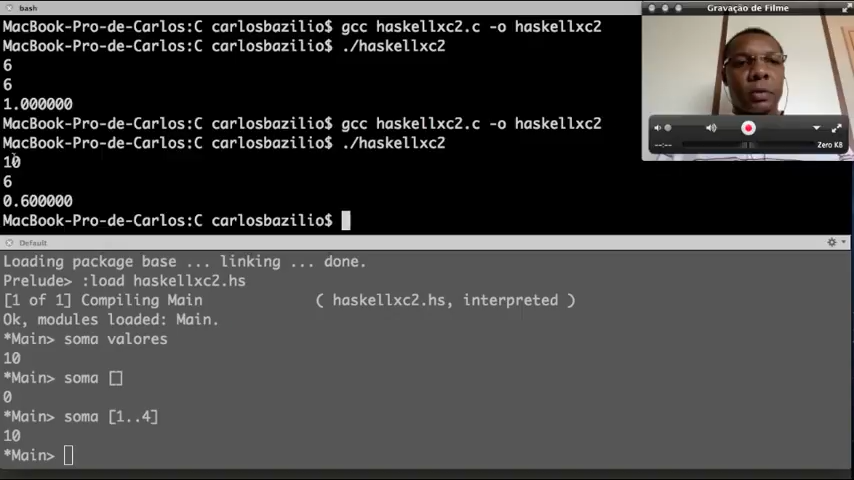 bash
MacBook-Pro-de-Carlos:C carlosbazilio$ gcc haskellxc2.c -o haskellxc2
MacBook-Pro-de-Carlos:C carlosbazilio$ ./haskellxc2
6
6
1.000000
MacBook-Pro-de-Carlos:C carlosbazilio$ gcc haskellxc2.c -o haskellxc2
MacBook-Pro-de-Carlos:C carlosbazilio$ ./haskellxc2
10
6
0.600000
MacBook-Pro-de-Carlos:C carlosbazilio$
Gravação de Filme
--:--
Zero KB
Default
Loading package base ... linking ... done.
Prelude> :load haskellxc2.hs
[1 of 1] Compiling Main ( haskellxc2.hs, interpreted )
Ok, modules loaded: Main.
*Main> soma valores
10
*Main> soma []
0
*Main> soma [1..4]
10
*Main>